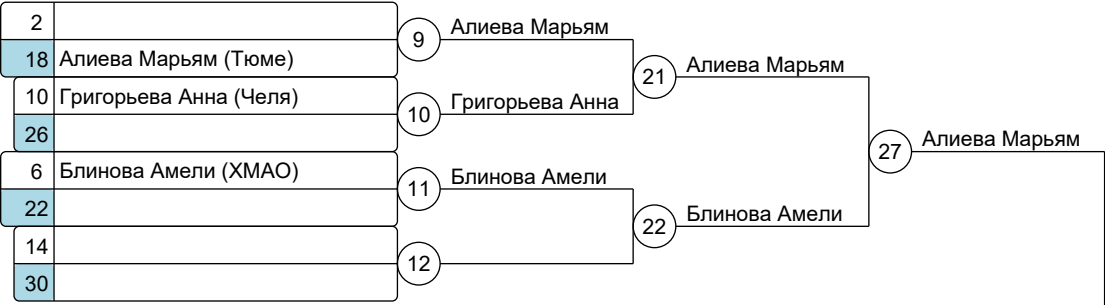 2
9
Алиева Марьям
18 Алиева Марьям (Тюме)
21
Алиева Марьям
10 Григорьева Анна (Челя)
10
Григорьева Анна
26
27
Алиева Марьям
6 Блинова Амели (ХМАО)
11
Блинова Амели
22
22
Блинова Амели
14
12
30